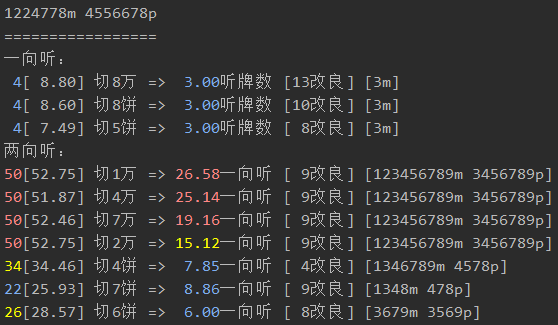 1224778m 4556678p
=================
一向听：
4[ 8.80] 切8万 => 3.00听牌数 [13改良] [3m]
4[ 8.60] 切8饼 => 3.00听牌数 [10改良] [3m]
4[ 7.49] 切5饼 => 3.00听牌数 [ 8改良] [3m]
两向听：
50[52.75] 切1万 => 26.58一向听 [ 9改良] [123456789m 3456789p]
50[51.87] 切4万 => 25.14一向听 [ 9改良] [123456789m 3456789p]
50[52.46] 切7万 => 19.16一向听 [ 9改良] [123456789m 3456789p]
50[52.75] 切2万 => 15.12一向听 [ 9改良] [123456789m 3456789p]
34[34.46] 切4饼 => 7.85一向听 [ 4改良] [1346789m 4578p]
22[25.93] 切7饼 => 8.86一向听 [ 9改良] [1348m 478p]
26[28.57] 切6饼 => 6.00一向听 [ 8改良] [3679m 3569p]